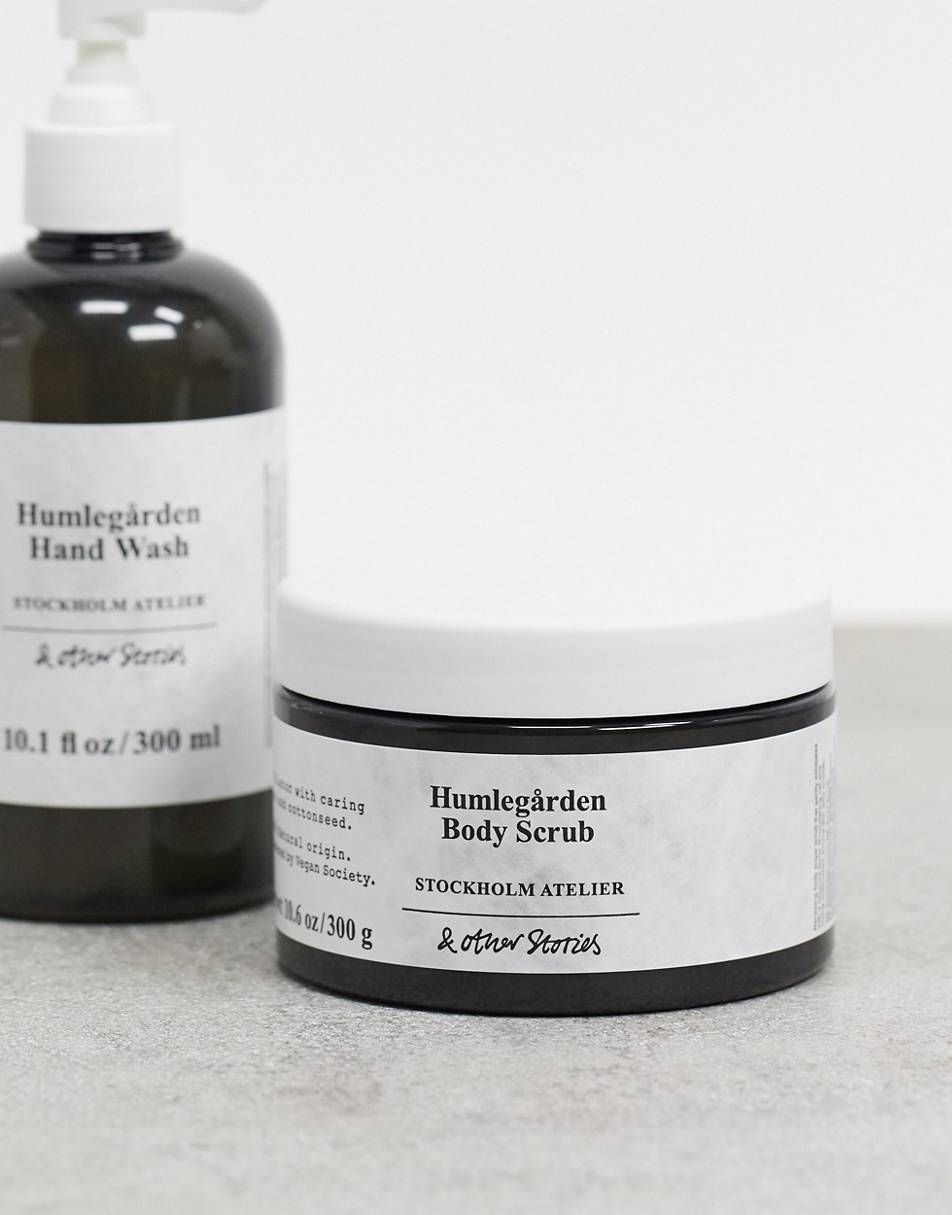 Humlegården
Hand Wash
STOCKHOLM ATELIER
& other Stories
10.1 fl oz/300 ml
with caring
cottonseed.
origin.
by Vegan Society.
10.6 oz/300 g
Humlegården
Body Scrub
STOCKHOLM ATELIER
& other Stories